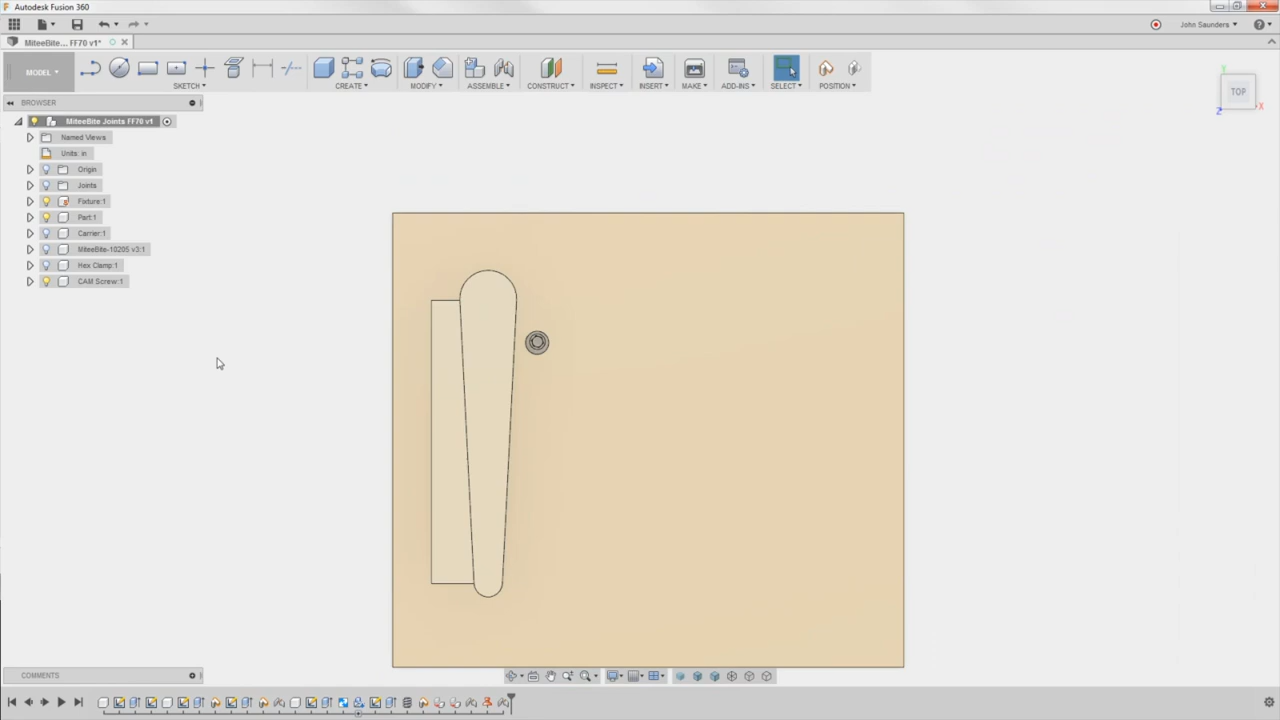 Autodesk Fusion 360
John Saunders
MiteeBite... FF70 v1*
MODEL
SKETCH
CREATE
MODIFY
ASSEMBLE
CONSTRUCT
INSPECT
INSERT
MAKE
ADD-INS
SELECT
POSITION
BROWSER
MiteeBite Joints FF70 v1
Named Views
Units: in
Origin
Joints
Fixture:1
Part:1
Carrier:1
MiteeBite-10205 v3:1
Hex Clamp:1
CAM Screw:1
Y
TOP
X
Z
COMMENTS